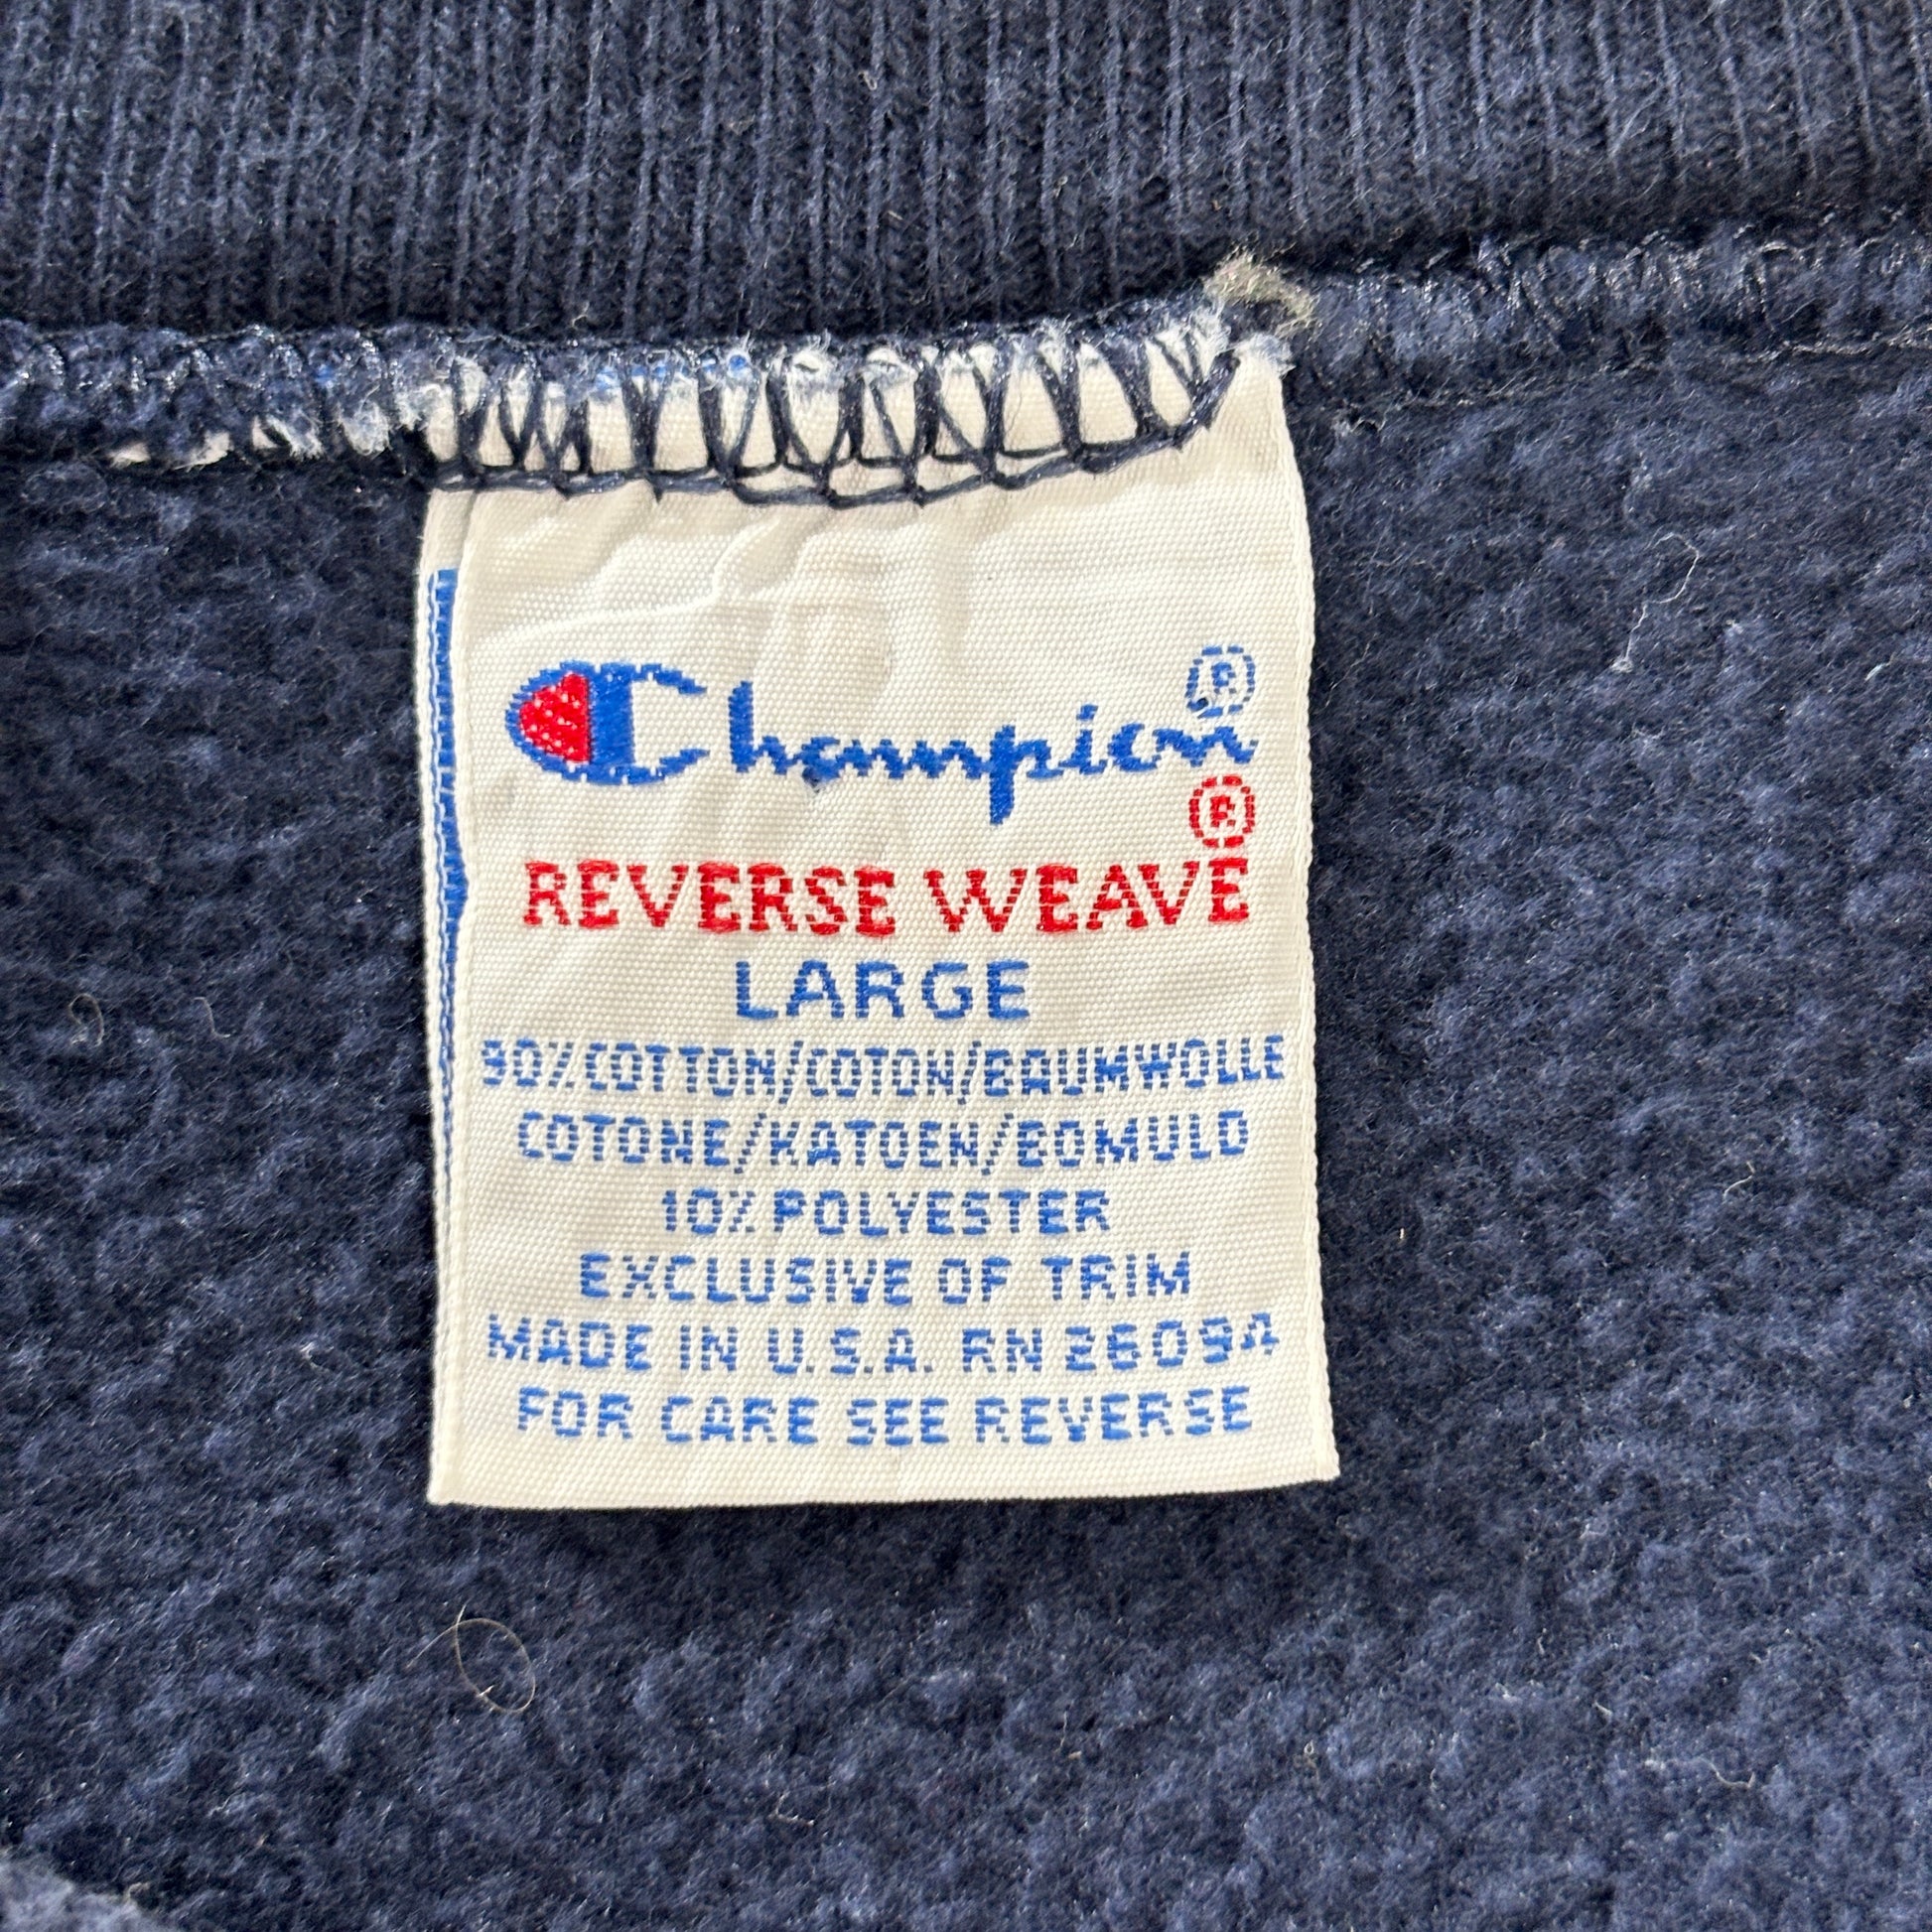 Champion®
REVERSE WEAVE®
LARGE
90% COTTON/COTON/BAUMWOLLE
COTONE/KATOEN/BOMULD
10% POLYESTER
EXCLUSIVE OF TRIM
MADE IN U.S.A. RN 26094
FOR CARE SEE REVERSE